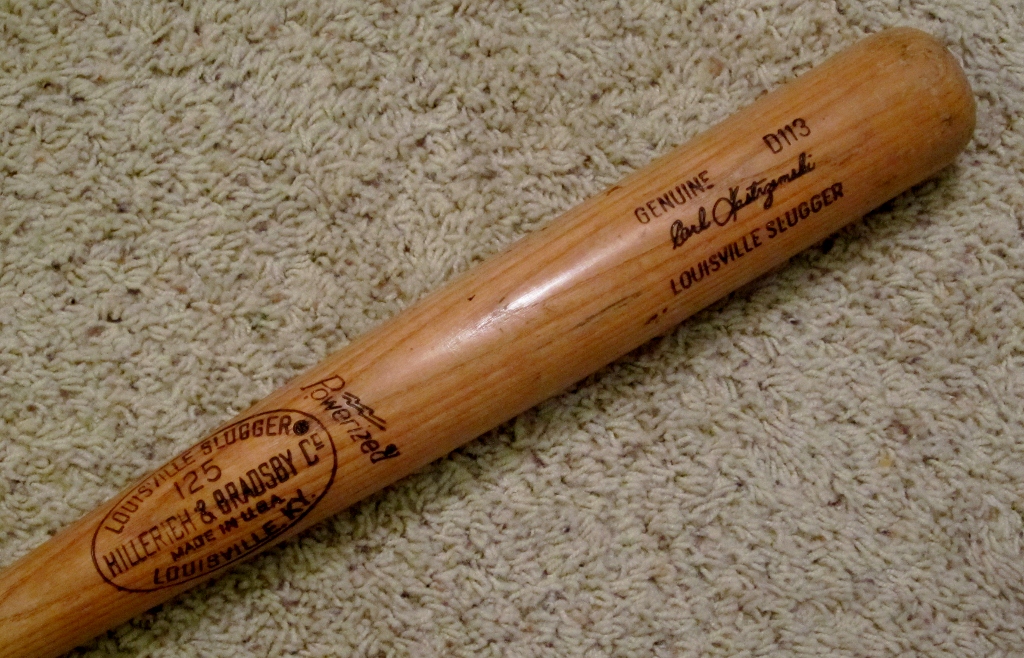 GENUINE D113
Carl Yastrzemski
LOUISVILLE SLUGGER
Powerized
LOUISVILLE SLUGGER®
125
HILLERICH & BRADSBY Cº
MADE IN U.S.A.
LOUISVILLE, KY.